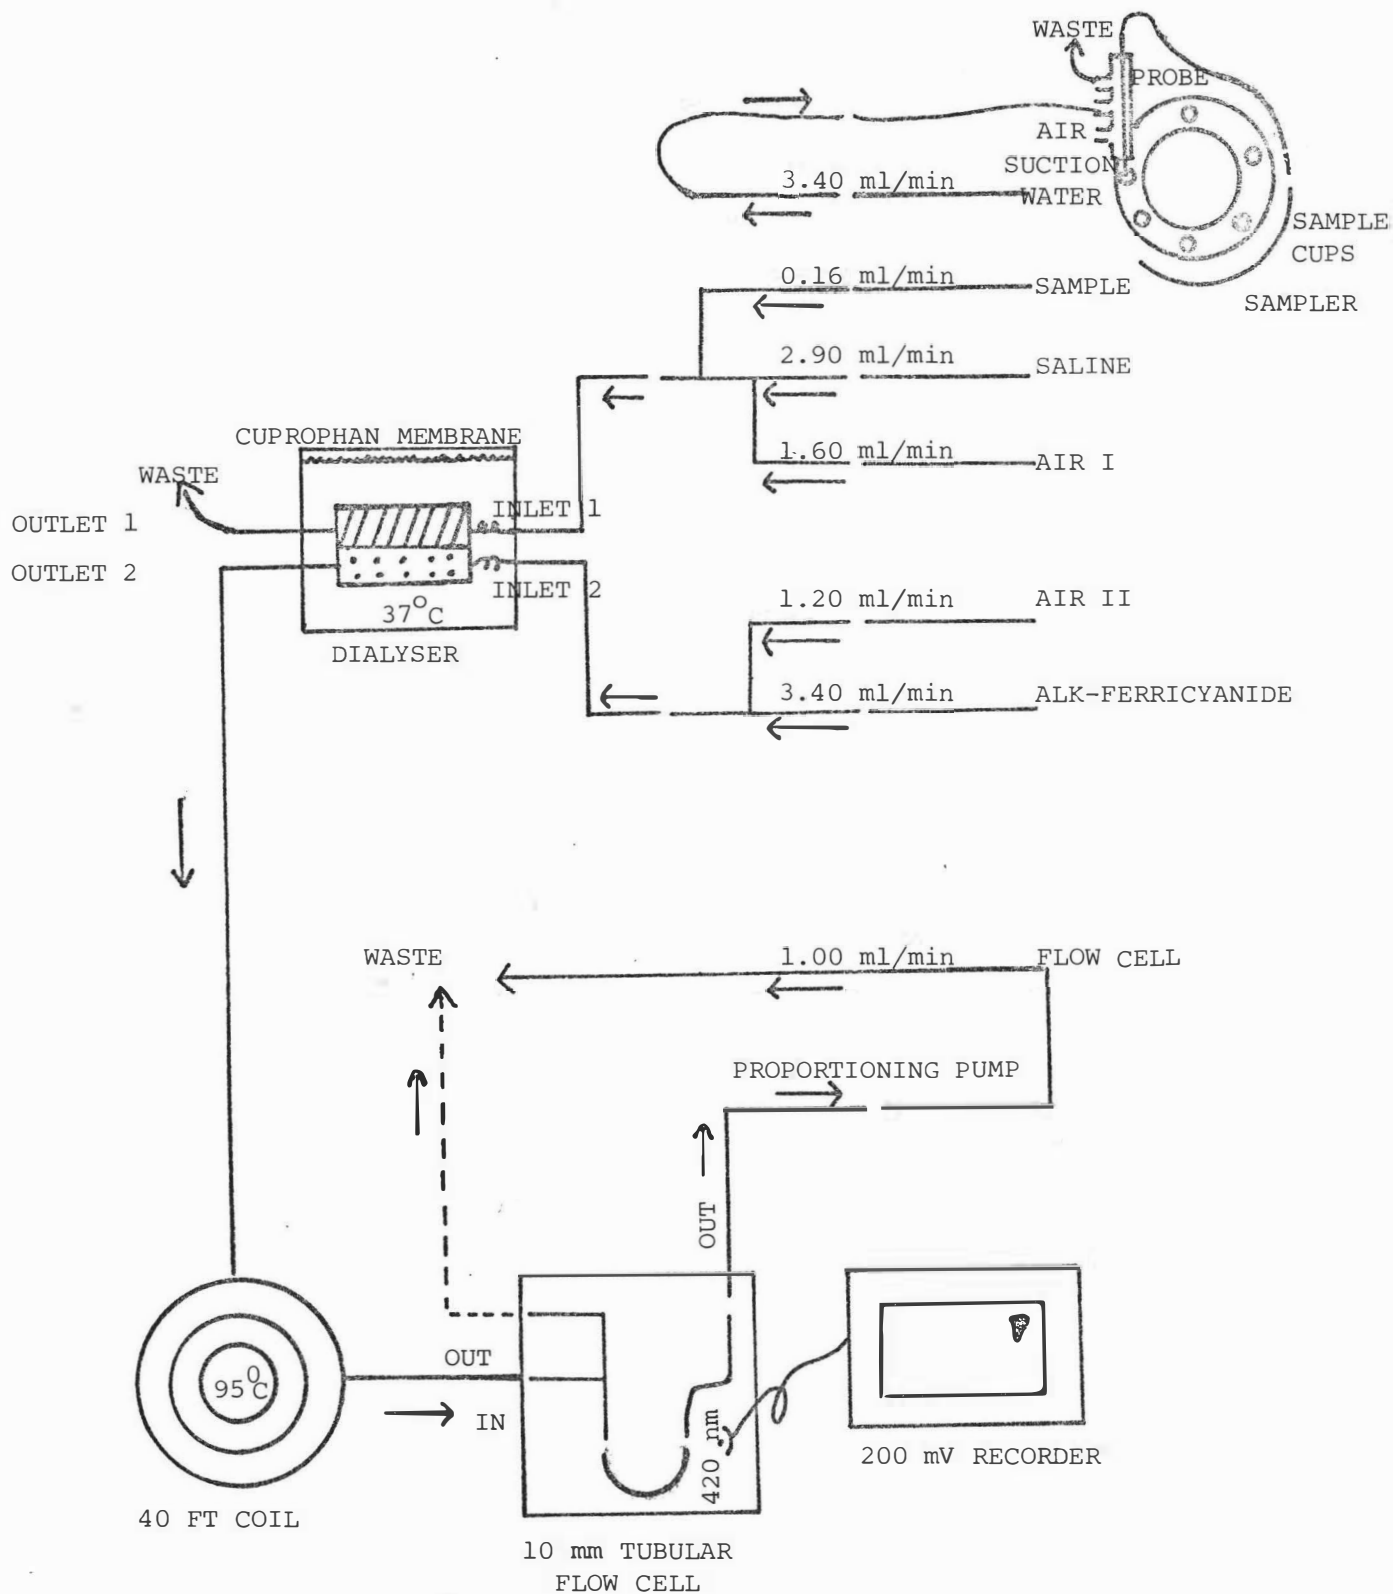 WASTE
PROBE
AIR
SUCTION
3.40 ml/min
WATER
SAMPLE
CUPS
SAMPLER
0.16 ml/min
SAMPLE
2.90 ml/min
SALINE
1.60 ml/min
AIR I
CUPROPHAN MEMBRANE
WASTE
OUTLET 1
INLET 1
OUTLET 2
INLET 2
37°C
DIALYSER
1.20 ml/min
AIR II
3.40 ml/min
ALK-FERRICYANIDE
WASTE
1.00 ml/min
FLOW CELL
PROPORTIONING PUMP
OUT
OUT
95°C
IN
420 nm
200 mV RECORDER
40 FT COIL
10 mm TUBULAR
FLOW CELL